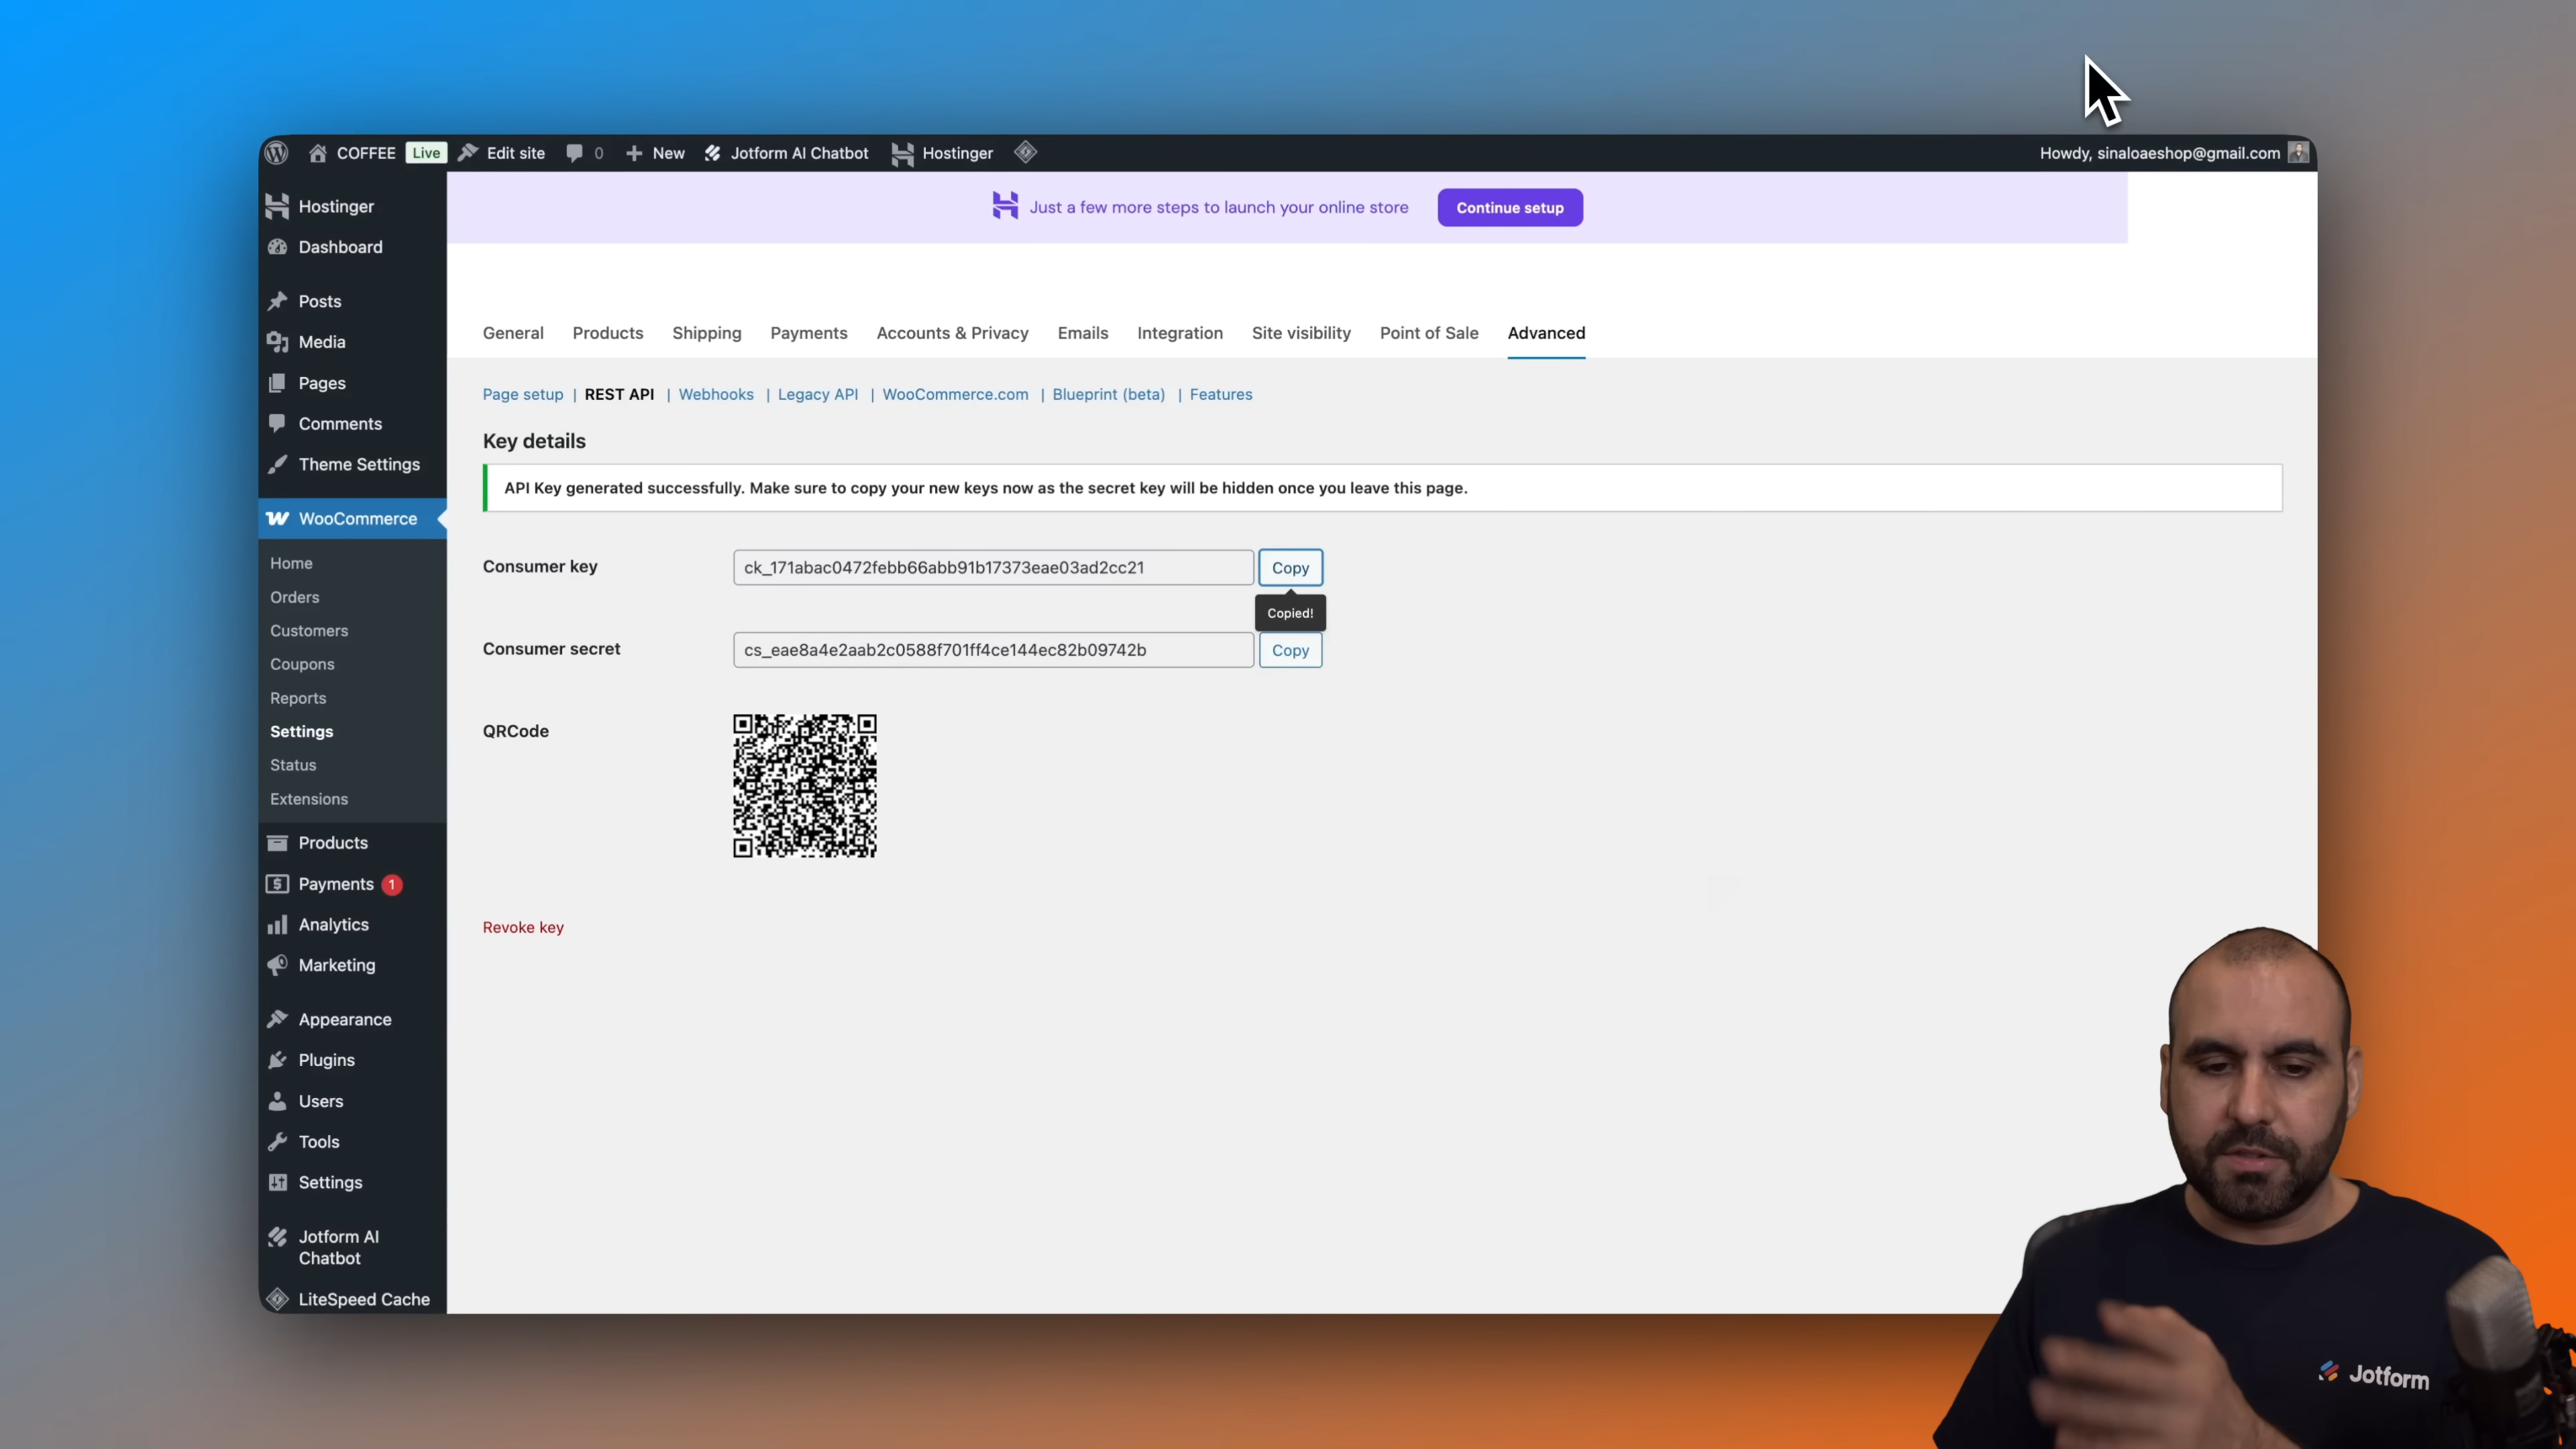 COFFEE Live Edit site 0 New Jotform AI Chatbot Hostinger Howdy, sinaloaeshop@gmail.com
Hostinger
Dashboard
Posts
Media
Pages
Comments
Theme Settings
WooCommerce
Home
Orders
Customers
Coupons
Reports
Settings
Status
Extensions
Products
Payments 1
Analytics
Marketing
Appearance
Plugins
Users
Tools
Settings
Jotform AI
Chatbot
LiteSpeed Cache
Just a few more steps to launch your online store Continue setup
General Products Shipping Payments Accounts & Privacy Emails Integration Site visibility Point of Sale Advanced
Page setup | REST API | Webhooks | Legacy API | WooCommerce.com | Blueprint (beta) | Features
Key details
API Key generated successfully. Make sure to copy your new keys now as the secret key will be hidden once you leave this page.
Consumer key ck_171abac0472febb66abb91b17373eae03ad2cc21 Copy
Copied!
Consumer secret cs_eae8a4e2aab2c0588f701ff4ce144ec82b09742b Copy
QRCode
Revoke key
Jotform